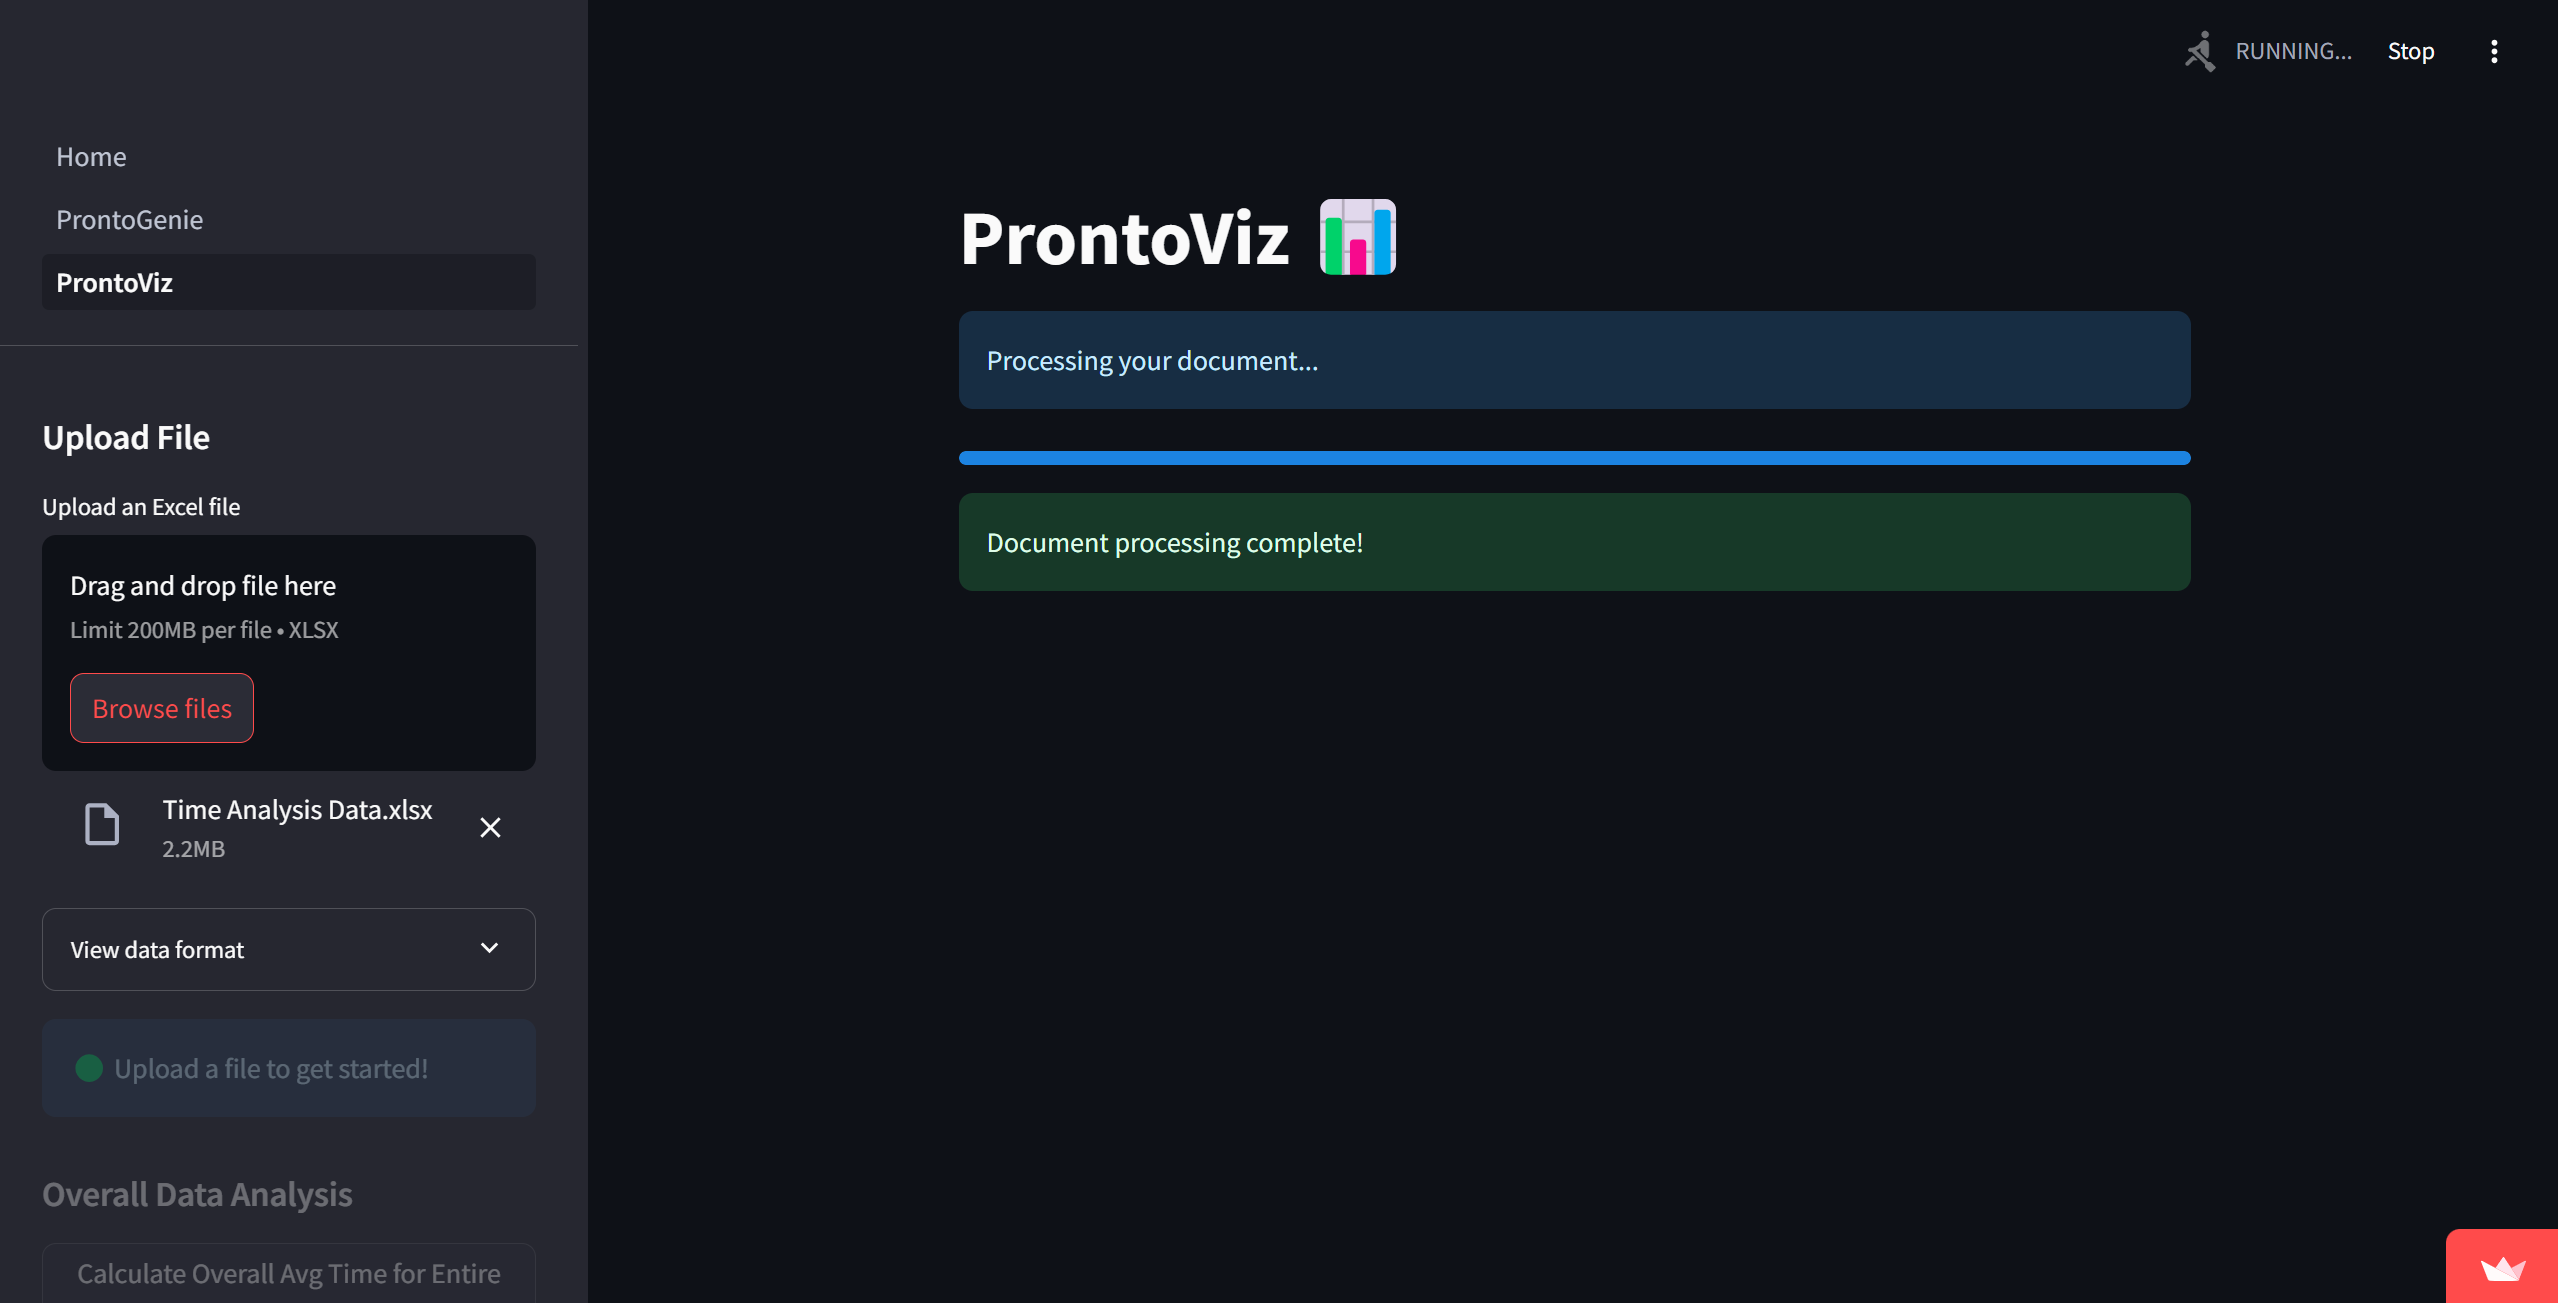 RUNNING...
Stop
Home
ProntoGenie
ProntoViz
Upload File
Upload an Excel file
Drag and drop file here
Limit 200MB per file • XLSX
Browse files
Time Analysis Data.xlsx
2.2MB
View data format
Upload a file to get started!
Overall Data Analysis
Calculate Overall Avg Time for Entire
ProntoViz
Processing your document...
Document processing complete!